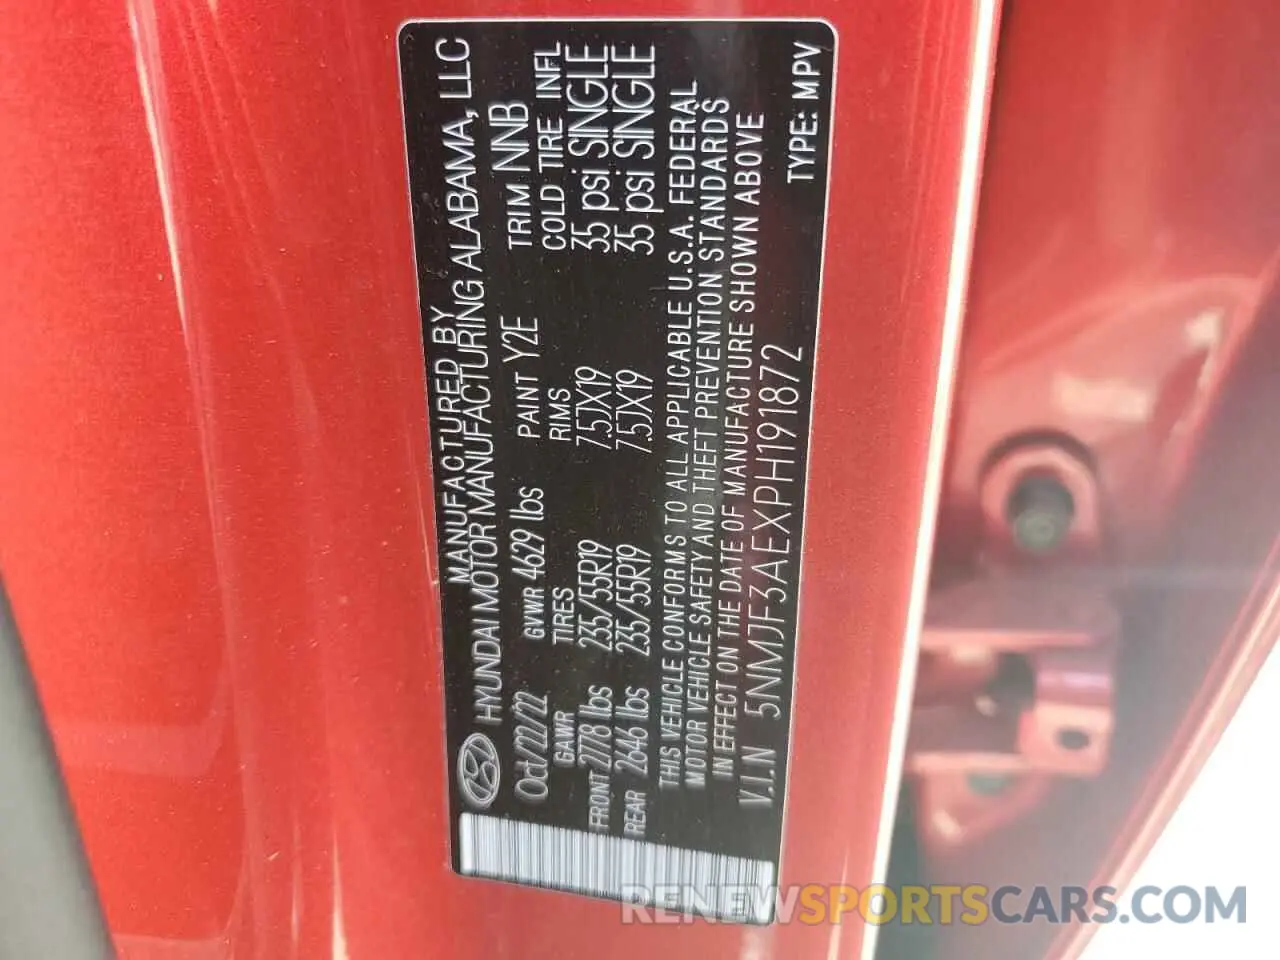 MANUFACTURED BY
HYUNDAI MOTOR MANUFACTURING ALABAMA, LLC
Oct/22/22 GVWR 4629 lbs PAINT Y2E TRIM NNB
GAWR TIRES RIMS COLD TIRE INFL
FRONT 2778 lbs 235/55R19 7.5JX19 35 psi SINGLE
REAR 2646 lbs 235/55R19 7.5JX19 35 psi SINGLE
THIS VEHICLE CONFORMS TO ALL APPLICABLE U.S.A. FEDERAL
MOTOR VEHICLE SAFETY AND THEFT PREVENTION STANDARDS
IN EFFECT ON THE DATE OF MANUFACTURE SHOWN ABOVE
V.I.N 5NMJF3AEXPH191872 TYPE: MPV
RENEWSPORTSCARS.COM